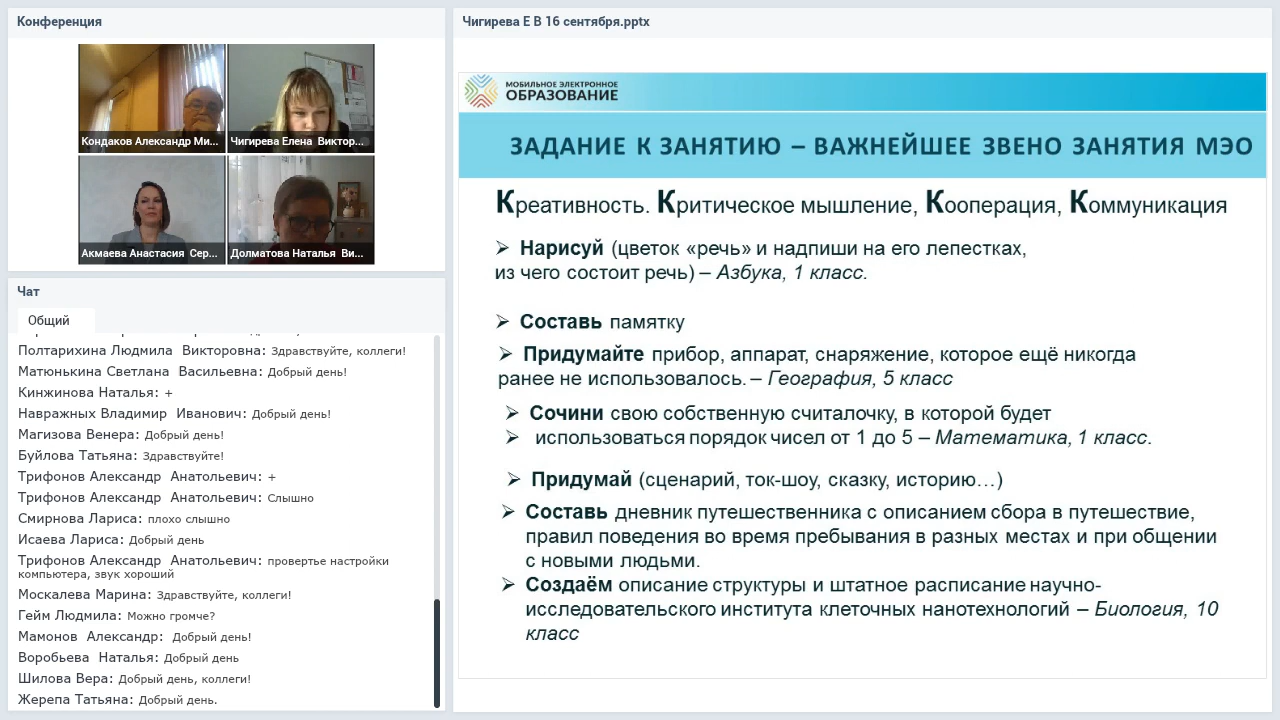 Конференция
Кондаков Александр Ми...
Чигирева Елена Виктор...
Акмаева Анастасия Сер...
Долматова Наталья Ви...
Чат
Общий
Полтарихина Людмила Викторовна: Здравствуйте, коллеги!
Матюнькина Светлана Васильевна: Добрый день!
Кинжинова Наталья: +
Навражных Владимир Иванович: Добрый день!
Магизова Венера: Добрый день!
Буйлова Татьяна: Здравствуйте!
Трифонов Александр Анатольевич: +
Трифонов Александр Анатольевич: Слышно
Смирнова Лариса: плохо слышно
Исаева Лариса: Добрый день
Трифонов Александр Анатольевич: провертье настройки
компьютера, звук хороший
Москалева Марина: Здравствуйте, коллеги!
Гейм Людмила: Можно громче?
Мамонов Александр: Добрый день!
Воробьева Наталья: Добрый день
Шилова Вера: Добрый день, коллеги!
Жерепа Татьяна: Добрый день.
Чигирева Е В 16 сентября.pptx
МОБИЛЬНОЕ ЭЛЕКТРОННОЕ
ОБРАЗОВАНИЕ
ЗАДАНИЕ К ЗАНЯТИЮ – ВАЖНЕЙШЕЕ ЗВЕНО ЗАНЯТИЯ МЭО
Креативность. Критическое мышление, Кооперация, Коммуникация
➢ Нарисуй (цветок «речь» и надпиши на его лепестках,
из чего состоит речь) – Азбука, 1 класс.
➢ Составь памятку
➢ Придумайте прибор, аппарат, снаряжение, которое ещё никогда
ранее не использовалось. – География, 5 класс
➢ Сочини свою собственную считалочку, в которой будет
➢ использоваться порядок чисел от 1 до 5 – Математика, 1 класс.
➢ Придумай (сценарий, ток-шоу, сказку, историю…)
➢ Составь дневник путешественника с описанием сбора в путешествие,
правил поведения во время пребывания в разных местах и при общении
с новыми людьми.
➢ Создаём описание структуры и штатное расписание научно-
исследовательского института клеточных нанотехнологий – Биология, 10
класс